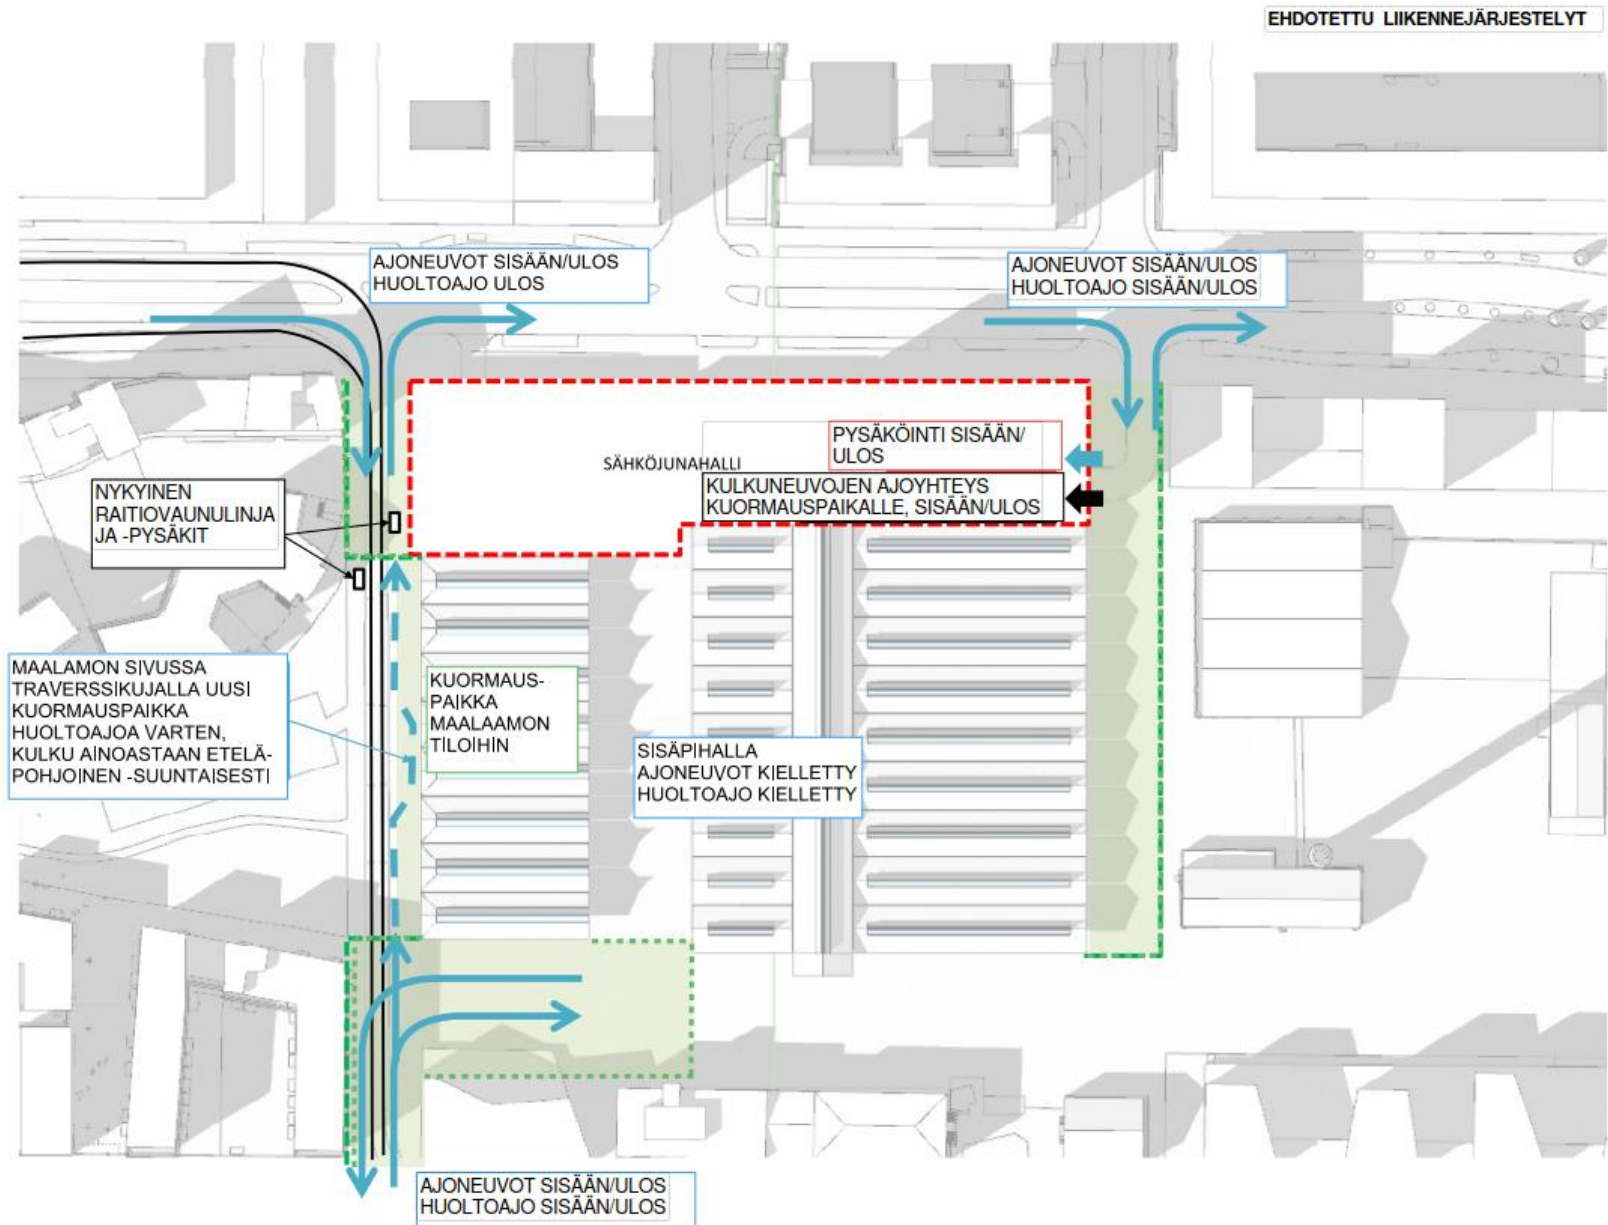 EHDOTETTU LIIKENNEJÄRJESTELYT
AJONEUVOT SISÄÄN/ULOS
HUOLTOAJO ULOS
AJONEUVOT SISÄÄN/ULOS
HUOLTOAJO SISÄÄN/ULOS
PYSÄKÖINTI SISÄÄN/
ULOS
SÄHKÖJUNAHALLI
KULKUNEUVOJEN AJOYHTEYS
KUORMAUSPAIKALLE, SISÄÄN/ULOS
NYKYINEN
RAITIOVAUNULINJA
JA -PYSÄKIT
MAALAMON SIVUSSA
TRAVERSSIKUJALLA UUSI
KUORMAUSPAIKKA
HUOLTOAJOA VARTEN,
KULKU AINOASTAAN ETELÄ-
POHJOINEN -SUUNTAISESTI
KUORMAUS-
PAIKKA
MAALAAMON
TILOIHIN
SISÄPIHALLA
AJONEUVOT KIELLETTY
HUOLTOAJO KIELLETTY
AJONEUVOT SISÄÄN/ULOS
HUOLTOAJO SISÄÄN/ULOS